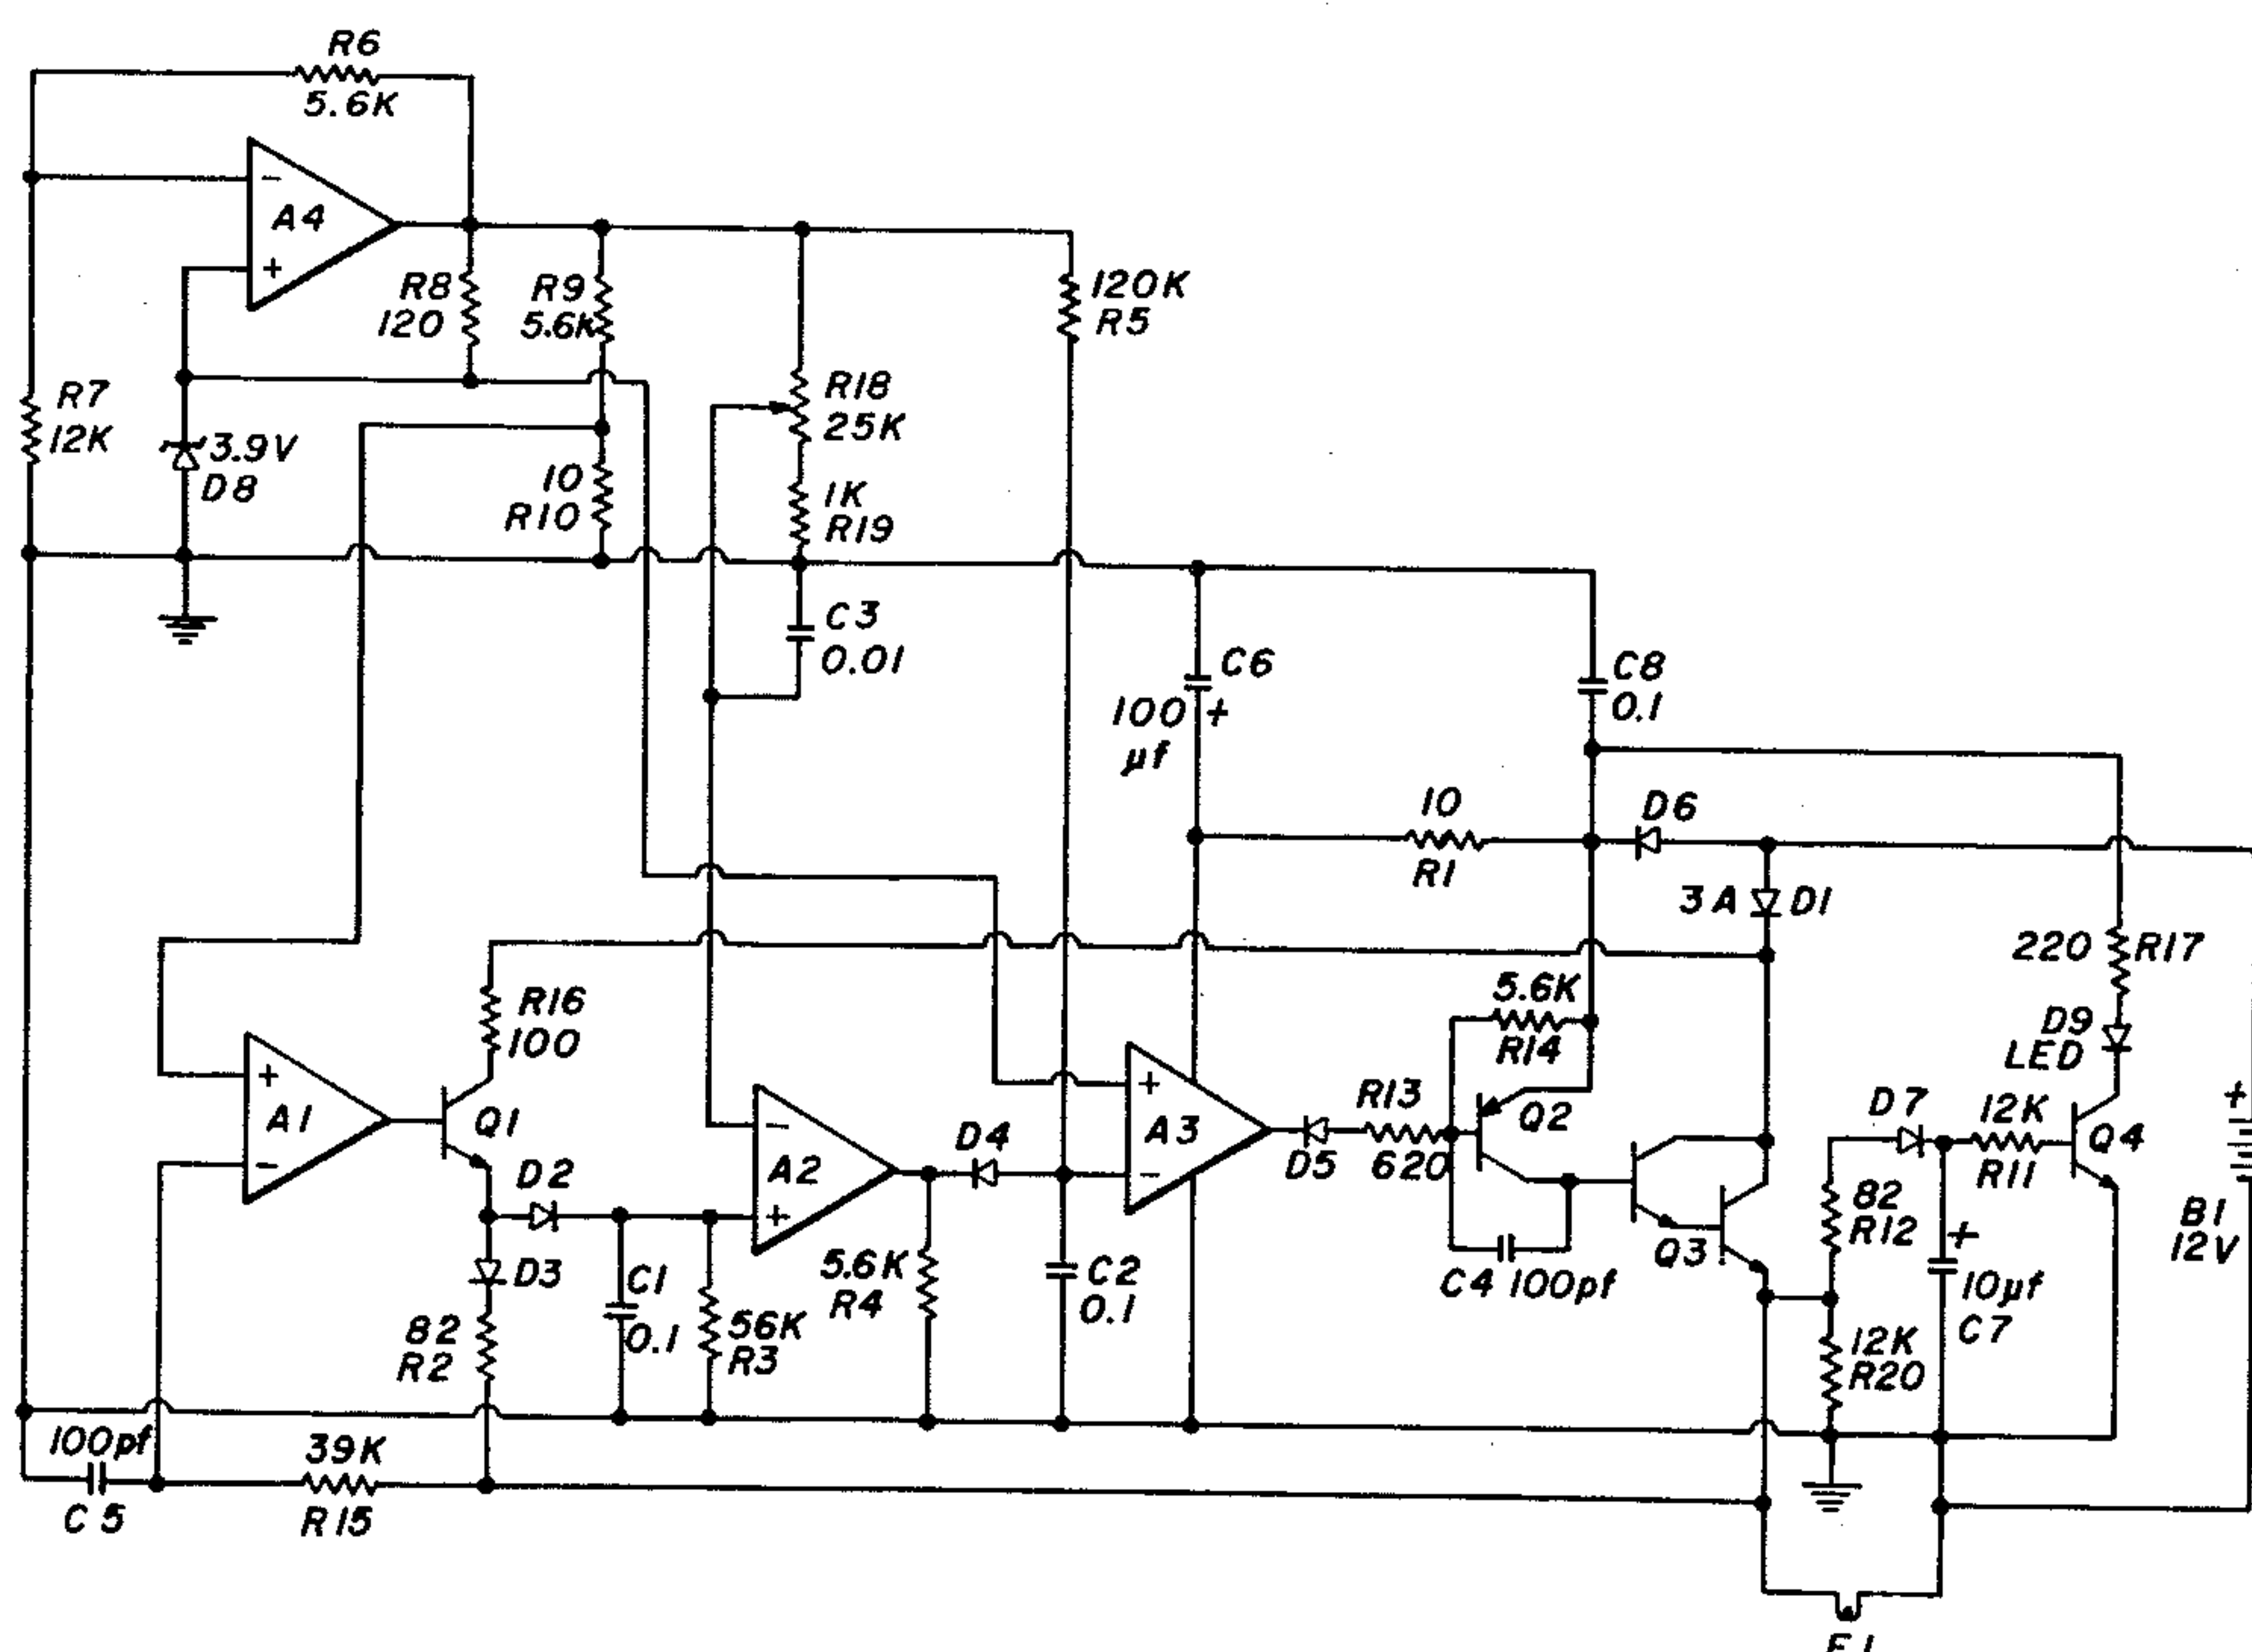 R6
5.6K
-
A4
+
R8
120
R9
5.6K
120K
R5
R7
12K
3.9V
D8
R18
25K
10
R10
1K
R19
C3
0.01
C6
100 +
µf
C8
0.1
10
R1
D6
3A D1
R16
100
220 R17
5.6K
R14
D9
LED
+
A1
-
Q1
D2
D3
82
R2
C1
0.1
56K
R3
-
A2
+
D4
5.6K
R4
C2
0.1
+
A3
-
D5
R13
620
Q2
C4 100pf
Q3
D7
12K
R11
Q4
82
R12
+
10µf
C7
12K
R20
+
B1
12V
100pf
C5
39K
R15